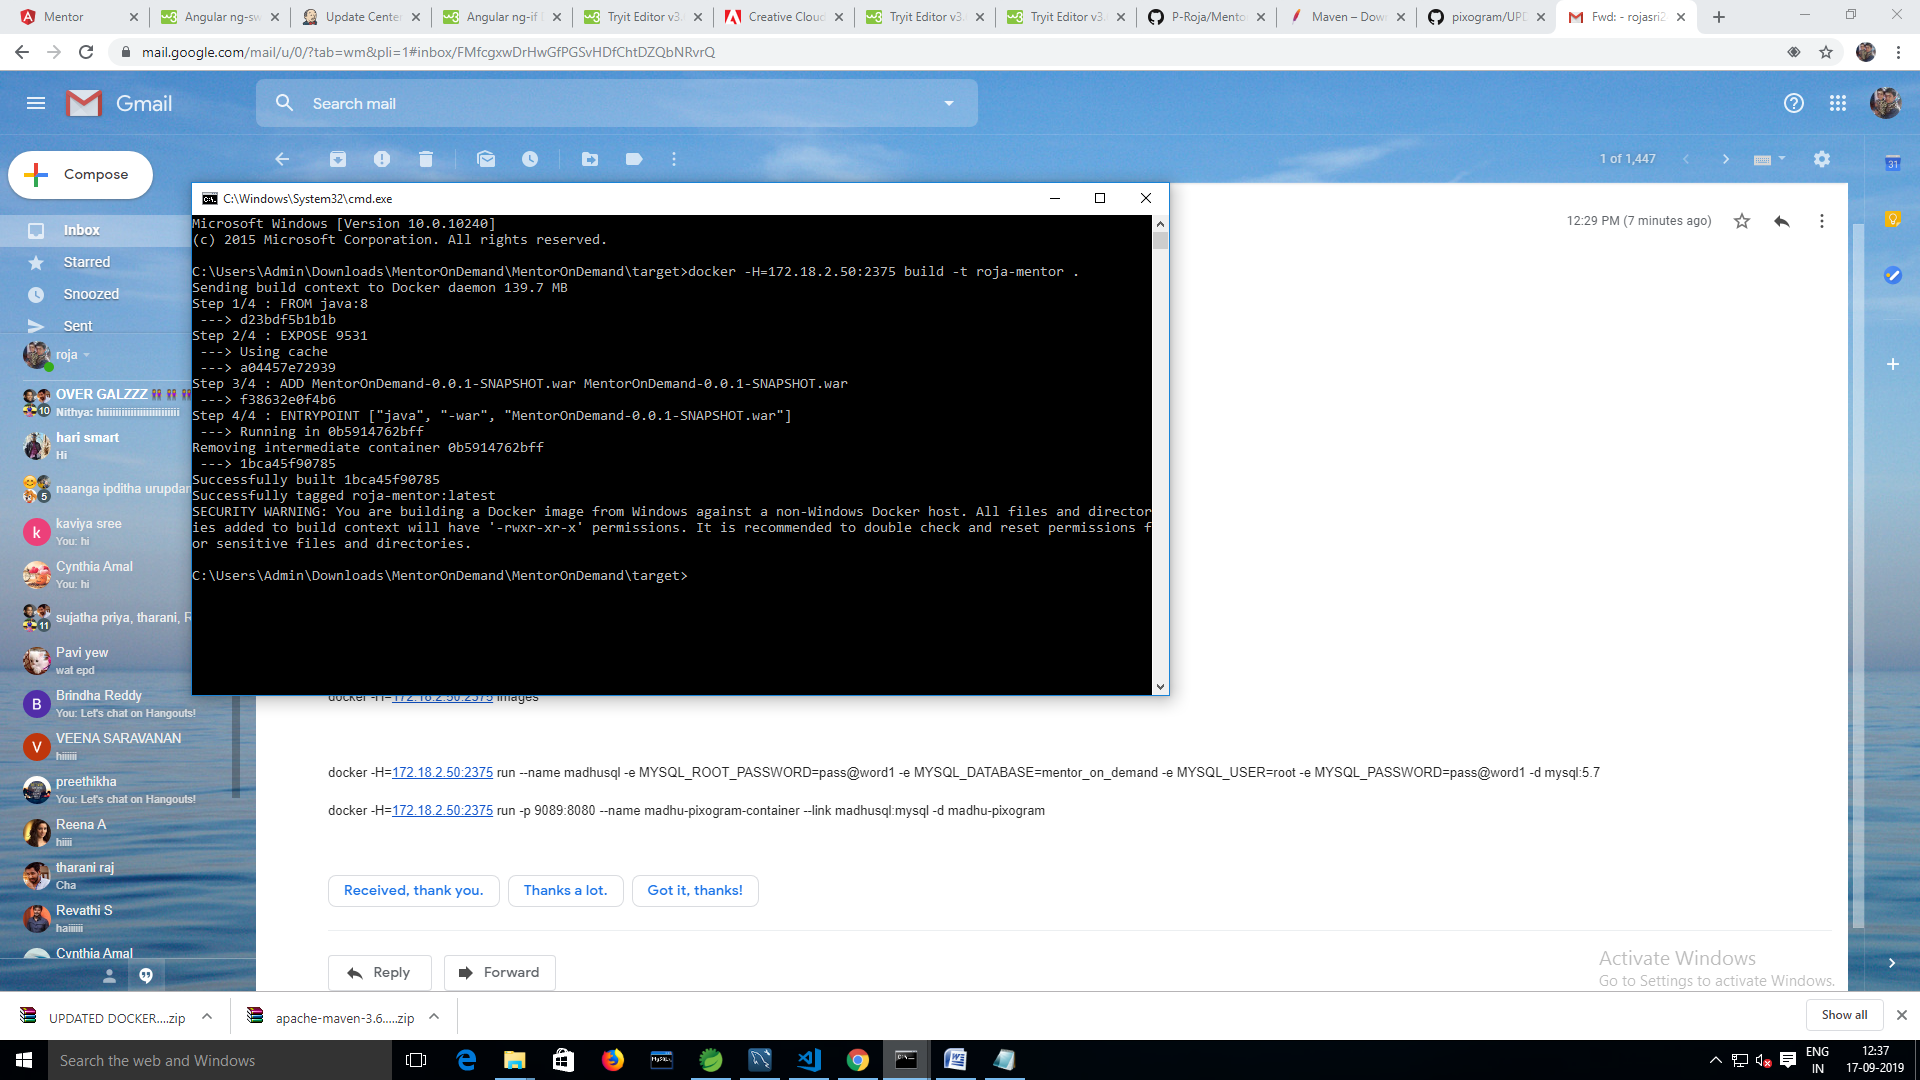 Mentor
Angular ng-sw
Update Center
Angular ng-if
Tryit Editor v3.
Creative Cloud
Tryit Editor v3.
Tryit Editor v3.
P-Roja/Mento
Maven – Dow
pixogram/UPD
Fwd: - rojasri2
mail.google.com/mail/u/0/?tab=wm&pli=1#inbox/FMfcgxwDrHwGfPGSvHDfChtDZQbNRvrQ
Gmail
Search mail
Compose
1 of 1,447
31
Inbox
Starred
Snoozed
Sent
roja
OVER GALZZZ
10
Nithya: hiiiiiiiiiiiiiiiiiiiiiiiiiii
hari smart
Hi
naanga ipditha urupdar
5
k
kaviya sree
You: hi
Cynthia Amal
You: hi
sujatha priya, tharani, R
11
Pavi yew
wat epd
B
Brindha Reddy
You: Let's chat on Hangouts!
V
VEENA SARAVANAN
hiiiiiii
preethikha
You: Let's chat on Hangouts!
Reena A
hiiii
tharani raj
Cha
Revathi S
haiiiiii
Cynthia Amal
C:\Windows\System32\cmd.exe
Microsoft Windows [Version 10.0.10240]
(c) 2015 Microsoft Corporation. All rights reserved.
C:\Users\Admin\Downloads\MentorOnDemand\MentorOnDemand\target>docker -H=172.18.2.50:2375 build -t roja-mentor .
Sending build context to Docker daemon 139.7 MB
Step 1/4 : FROM java:8
 ---> d23bdf5b1b1b
Step 2/4 : EXPOSE 9531
 ---> Using cache
 ---> a04457e72939
Step 3/4 : ADD MentorOnDemand-0.0.1-SNAPSHOT.war MentorOnDemand-0.0.1-SNAPSHOT.war
 ---> f38632e0f4b6
Step 4/4 : ENTRYPOINT ["java", "-war", "MentorOnDemand-0.0.1-SNAPSHOT.war"]
 ---> Running in 0b5914762bff
Removing intermediate container 0b5914762bff
 ---> 1bca45f90785
Successfully built 1bca45f90785
Successfully tagged roja-mentor:latest
SECURITY WARNING: You are building a Docker image from Windows against a non-Windows Docker host. All files and director
ies added to build context will have '-rwxr-xr-x' permissions. It is recommended to double check and reset permissions f
or sensitive files and directories.
C:\Users\Admin\Downloads\MentorOnDemand\MentorOnDemand\target>
12:29 PM (7 minutes ago)
docker -H=172.18.2.50:2375 images
docker -H=172.18.2.50:2375 run --name madhusql -e MYSQL_ROOT_PASSWORD=pass@word1 -e MYSQL_DATABASE=mentor_on_demand -e MYSQL_USER=root -e MYSQL_PASSWORD=pass@word1 -d mysql:5.7
docker -H=172.18.2.50:2375 run -p 9089:8080 --name madhu-pixogram-container --link madhusql:mysql -d madhu-pixogram
Received, thank you.
Thanks a lot.
Got it, thanks!
Reply
Forward
Activate Windows
Go to Settings to activate Windows.
UPDATED DOCKER....zip
apache-maven-3.6.....zip
Show all
Search the web and Windows
ENG
IN
12:37
17-09-2019